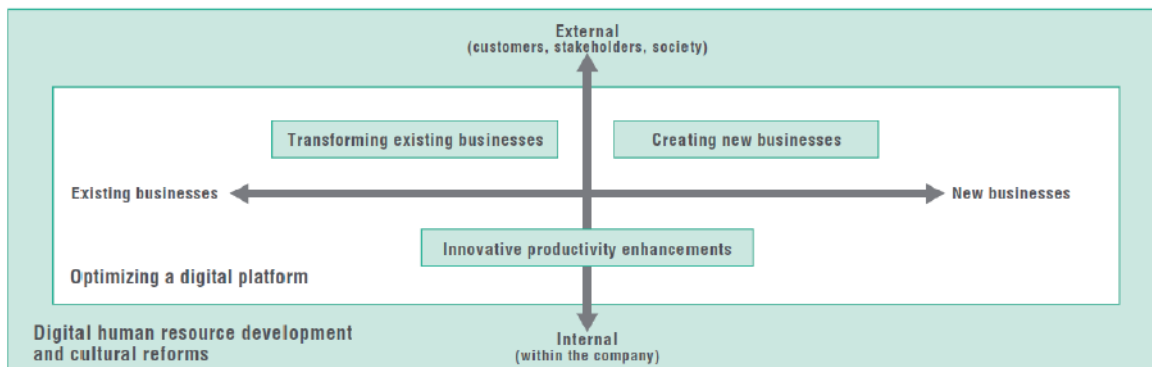 External
(customers, stakeholders, society)
Transforming existing businesses
Creating new businesses
Existing businesses
New businesses
Innovative productivity enhancements
Optimizing a digital platform
Digital human resource development
and cultural reforms
Internal
(within the company)